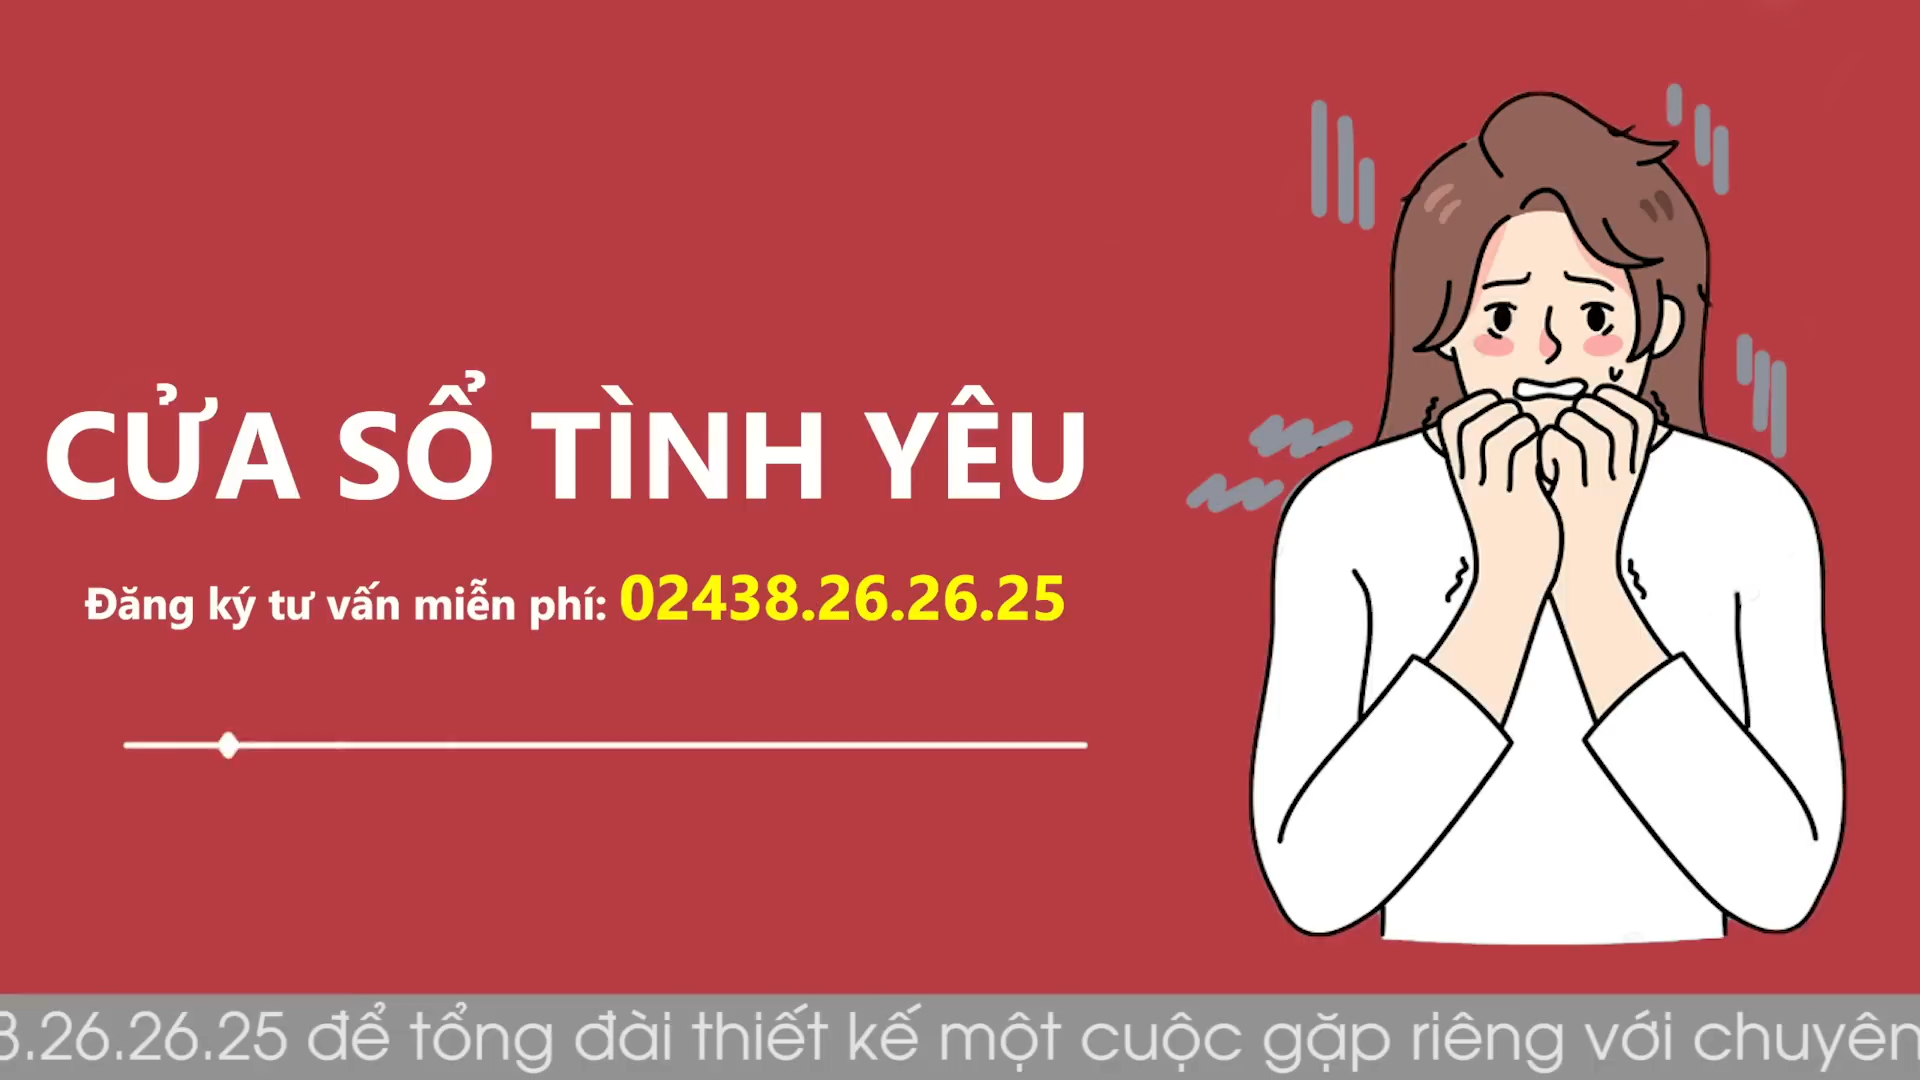 CỬA SỔ TÌNH YÊU
Đăng ký tư vấn miễn phí: 02438.26.26.25
8.26.26.25 để tổng đài thiết kế một cuộc gặp riêng với chuyên